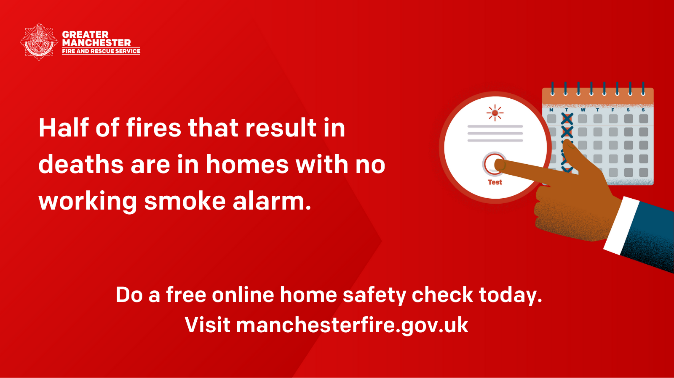 GREATER
MANCHESTER
FIRE AND RESCUE SERVICE
Half of fires that result in
deaths are in homes with no
working smoke alarm.
M T W T F S S
Test
Do a free online home safety check today.
Visit manchesterfire.gov.uk